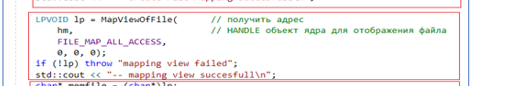 LPVOID lp = MapViewOfFile( // получить адрес
hm, // HANDLE объект ядра для отображения файла
FILE_MAP_ALL_ACCESS,
0, 0, 0);
if (!lp) throw "mapping view failed";
std::cout << "-- mapping view succesfull\n";